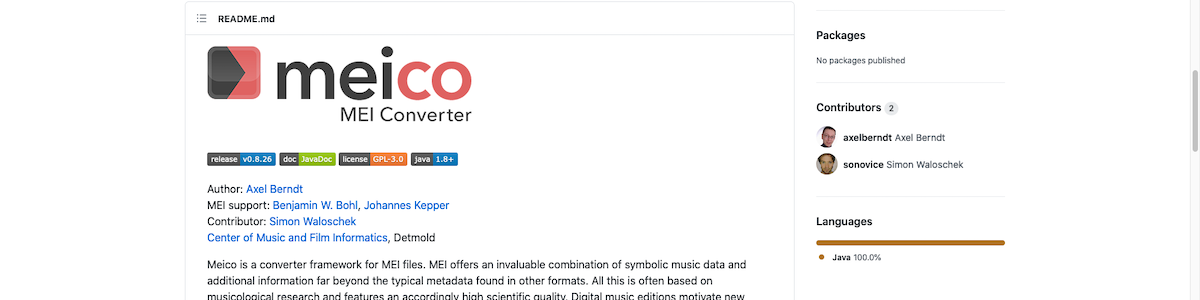 README.md
meico
MEI Converter
release v0.8.26 doc JavaDoc license GPL-3.0 java 1.8+
Author: Axel Berndt
MEI support: Benjamin W. Bohl, Johannes Kepper
Contributor: Simon Waloschek
Center of Music and Film Informatics, Detmold
Meico is a converter framework for MEI files. MEI offers an invaluable combination of symbolic music data and
additional information far beyond the typical metadata found in other formats. All this is often based on
musicological research and features an accordingly high scientific quality. Digital music editions motivate new
Packages
No packages published
Contributors 2
axelberndt Axel Berndt
sonovice Simon Waloschek
Languages
Java 100.0%